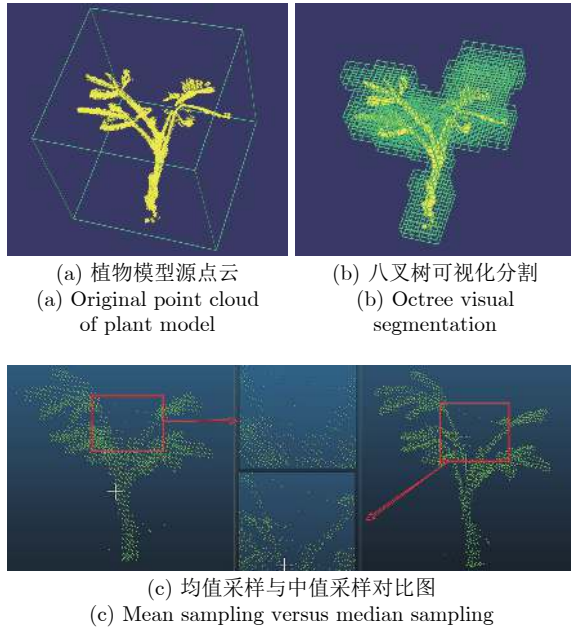 (a) 植物模型源点云
(a) Original point cloud
of plant model
(b) 八叉树可视化分割
(b) Octree visual
segmentation
(c) 均值采样与中值采样对比图
(c) Mean sampling versus median sampling